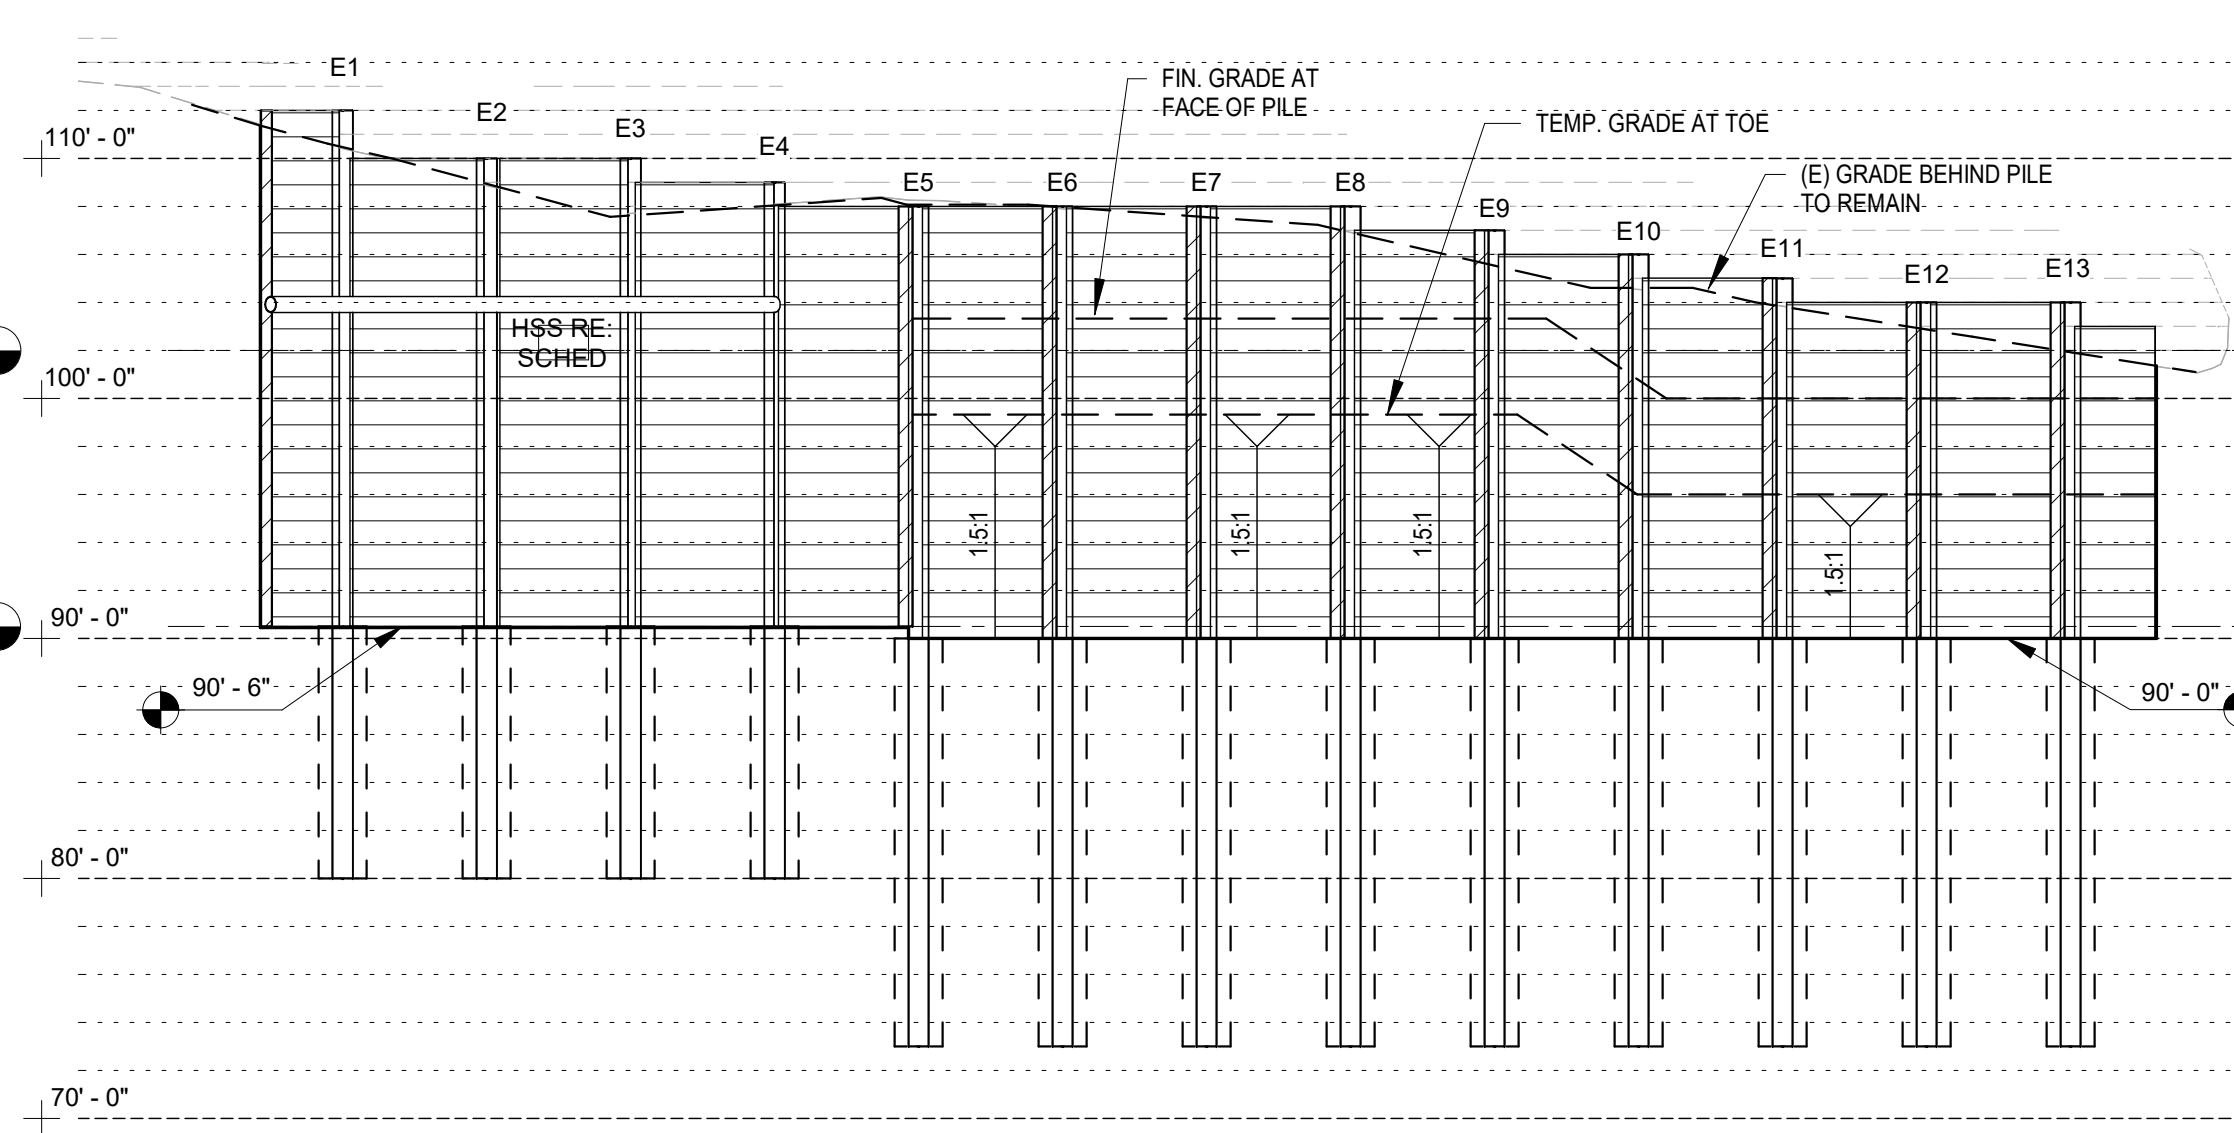 E1
E2
E3
E4
E5
E6
E7
E8
E9
E10
E11
E12
E13
FIN. GRADE AT
FACE OF PILE
TEMP. GRADE AT TOE
(E) GRADE BEHIND PILE
TO REMAIN
110' - 0"
HSS RE:
SCHED
100' - 0"
1.5:1
1.5:1
1.5:1
1.5:1
90' - 0"
90' - 6"
90' - 0"
80' - 0"
70' - 0"